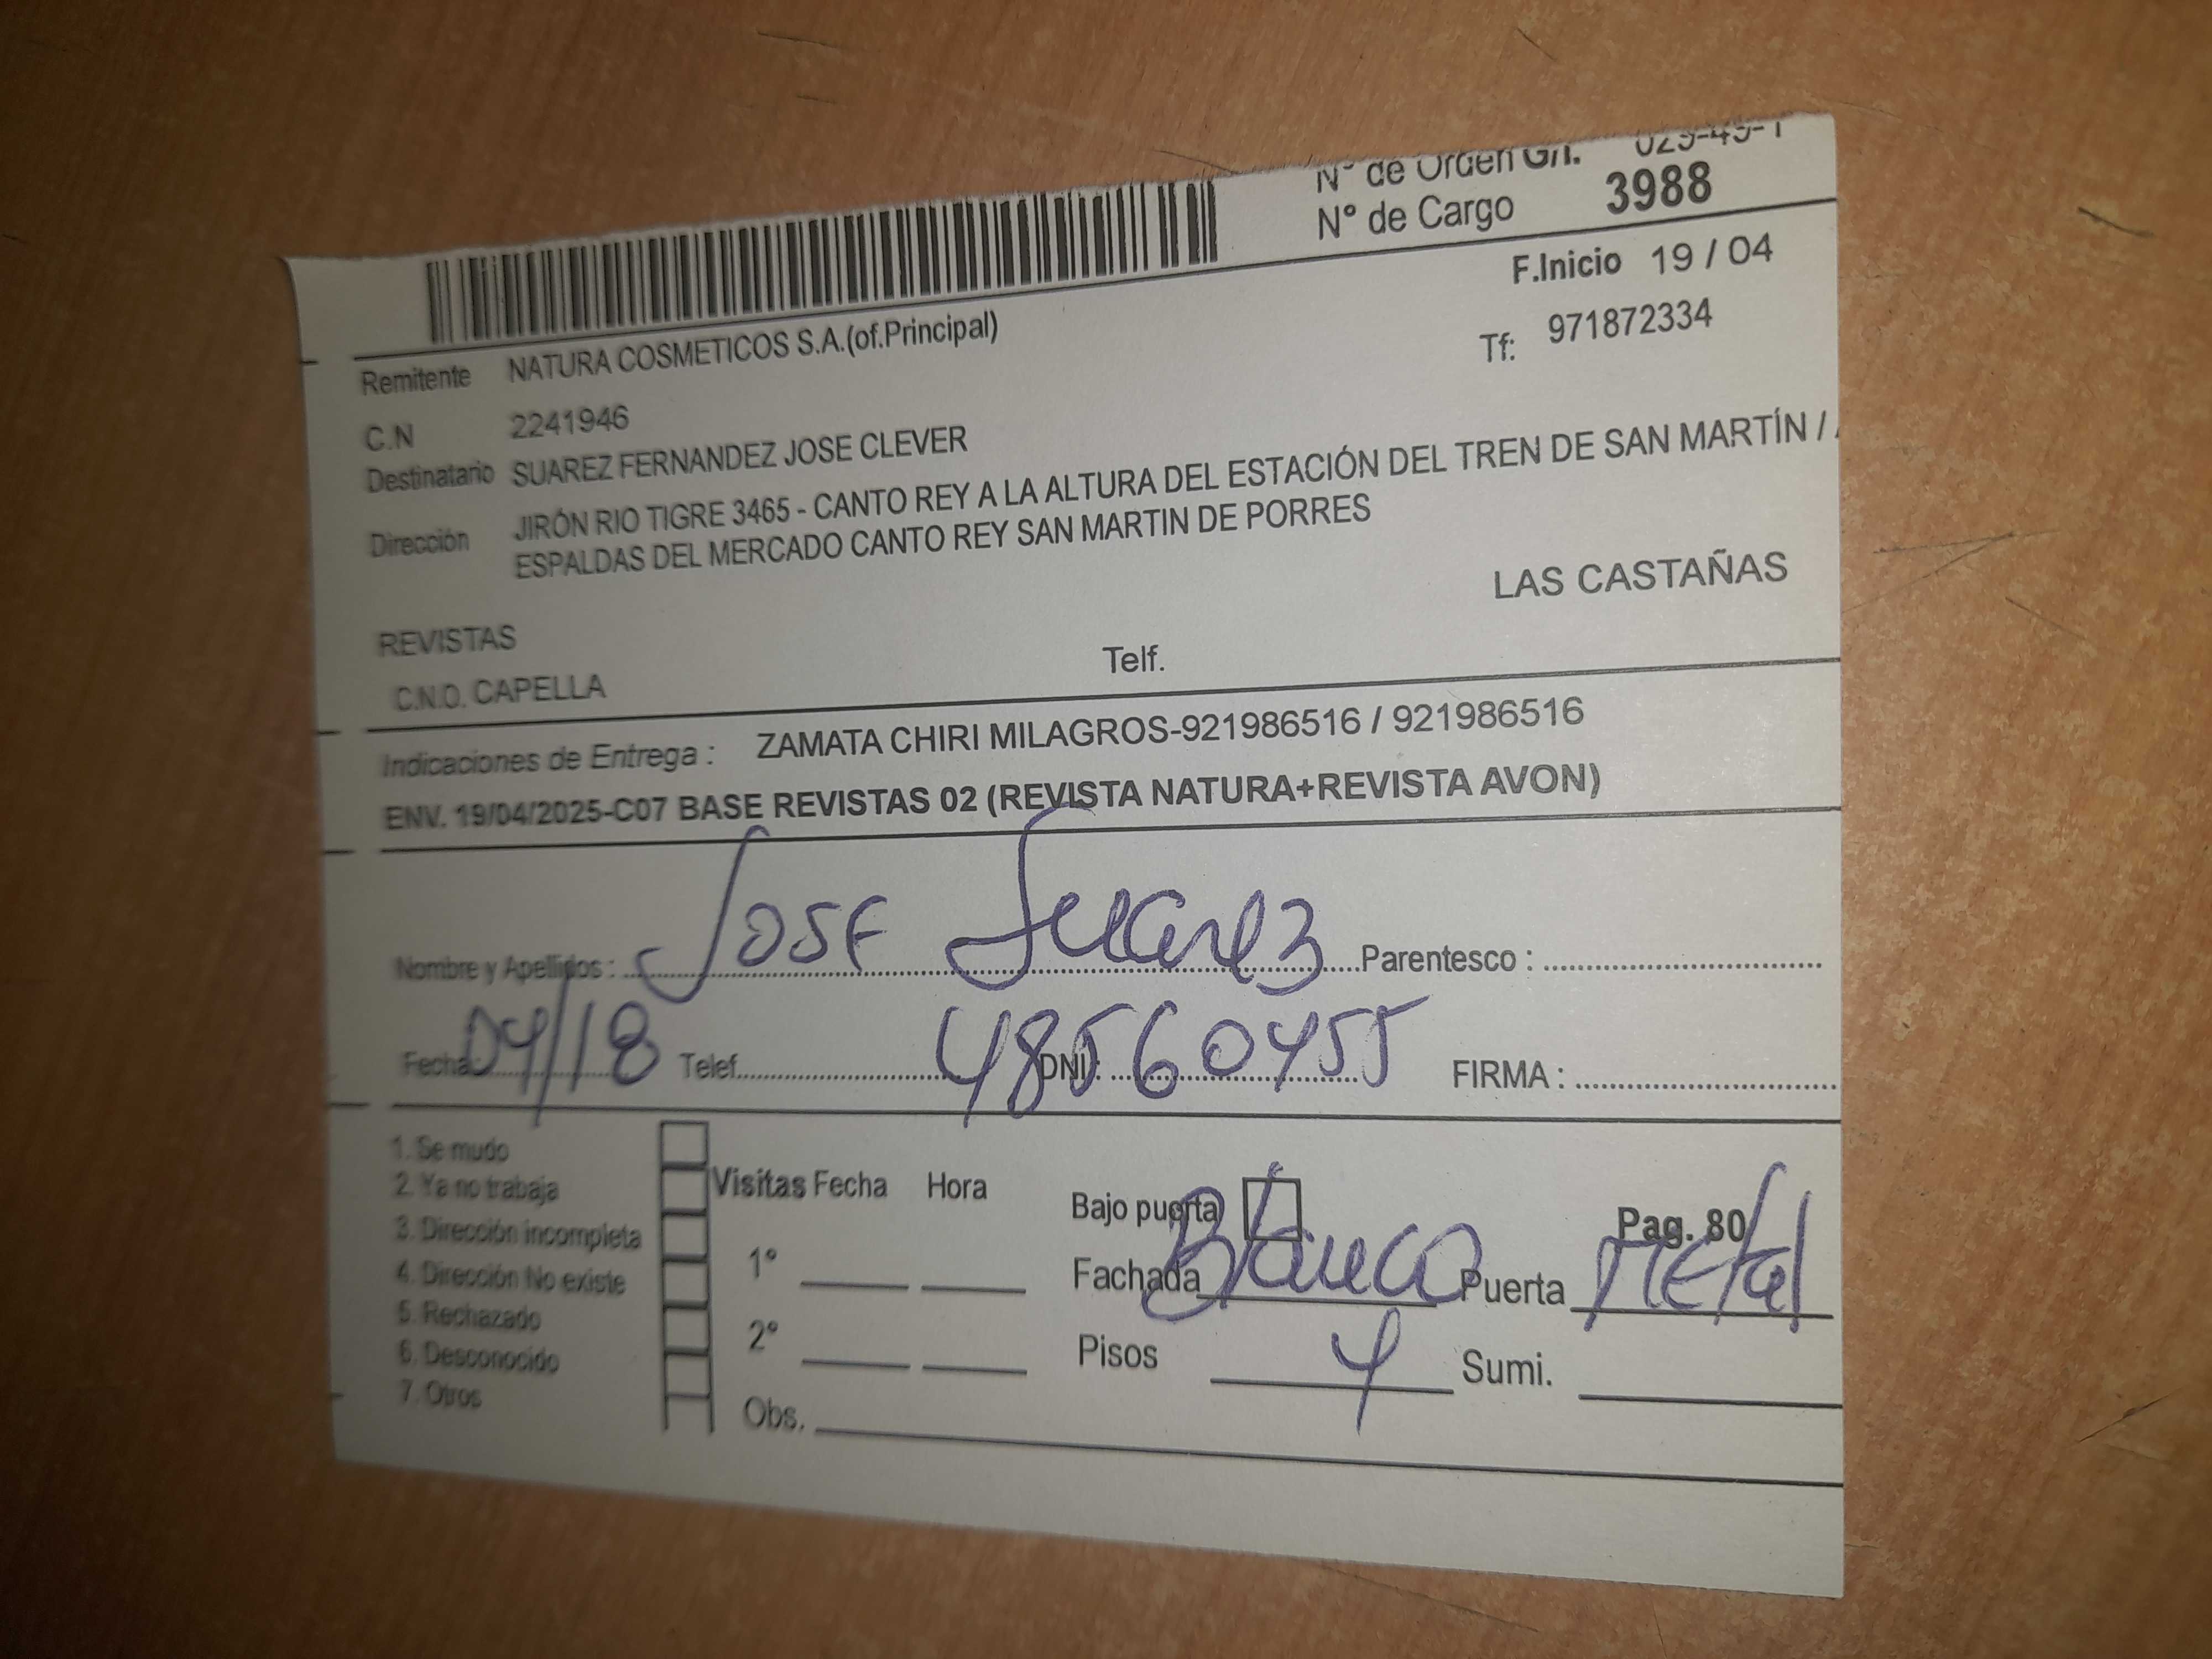 N° de Orden G/I. 029-45-1
N° de Cargo 3988
F.Inicio 19 / 04
Remitente NATURA COSMETICOS S.A.(of.Principal)
Tf: 971872334
C.N 2241946
Destinatario SUAREZ FERNANDEZ JOSE CLEVER
Dirección JIRÓN RIO TIGRE 3465 - CANTO REY A LA ALTURA DEL ESTACIÓN DEL TREN DE SAN MARTÍN /
ESPALDAS DEL MERCADO CANTO REY SAN MARTIN DE PORRES
LAS CASTAÑAS
REVISTAS
C.N.O. CAPELLA Telf.
Indicaciones de Entrega : ZAMATA CHIRI MILAGROS-921986516 / 921986516
ENV. 19/04/2025-C07 BASE REVISTAS 02 (REVISTA NATURA+REVISTA AVON)
Nombre y Apellidos : JOSE Suarez Parentesco :
Fecha: 04/18 Telef. DNI: 48560455 FIRMA :
1. Se mudo
2. Ya no trabaja
3. Dirección incompleta
4. Dirección No existe
5. Rechazado
6. Desconocido
7. Otros
Visitas Fecha Hora
1°
2°
Obs.
Bajo puerta Pag. 80
Fachada Blanca Puerta Metal
Pisos 4 Sumi.